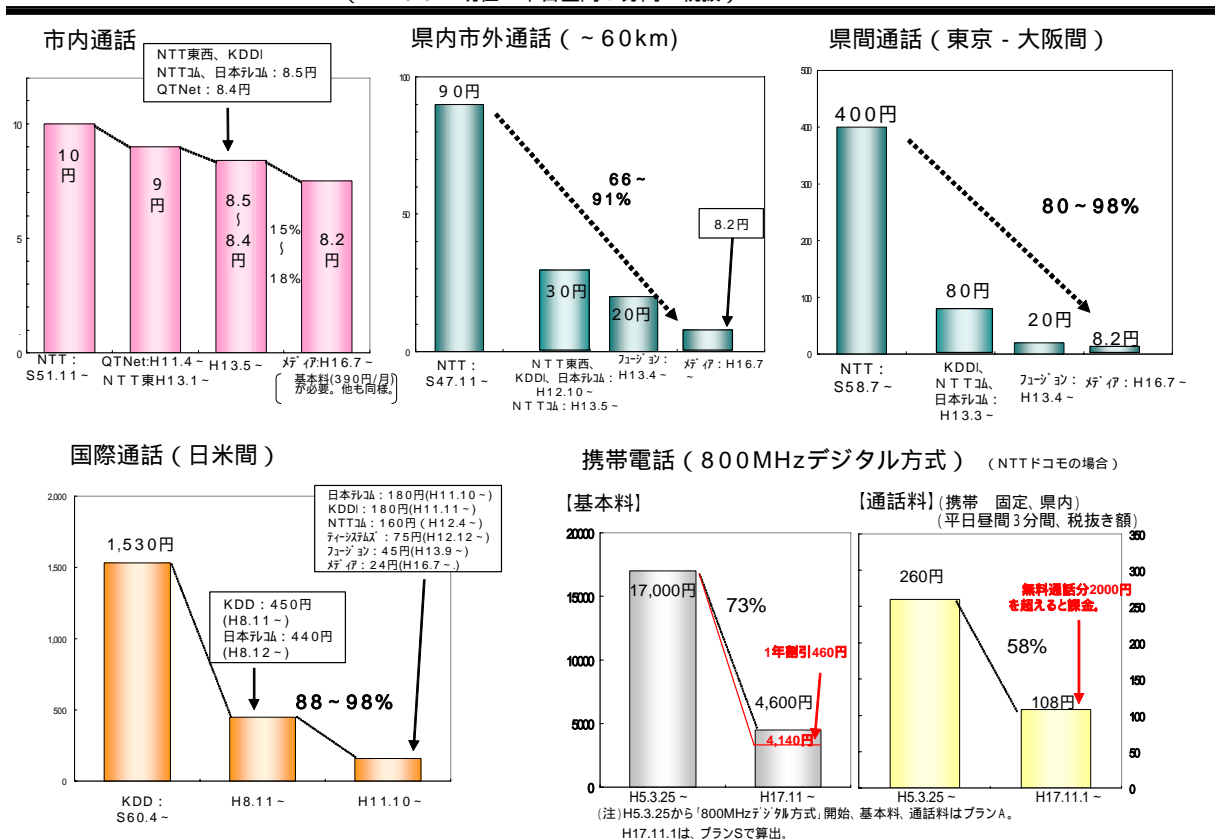 市内通話
NTT東西、KDDI
NTTコム、日本テレコム：8.5円
QTNet：8.4円
10
5
0
10
円
9
円
8.5
～
8.4
円
15%
～
18%
8.2
円
NTT：
S51.11～
QTNet:H11.4～
ＮＴＴ東H13.1～
H13.5～
メディア:H16.7～
基本料(390円/月)
が必要。他も同様。
県内市外通話（～60km)
100
50
0
90円
66～
91%
8.2円
30円
20円
NTT：
S47.11～
ＮＴＴ東西、
KDDI、日本テレコム：
H12.10～
ＮＴＴコム：H13.5～
フュージョン：
H13.4～
メディア：H16.7
～
県間通話（東京-大阪間）
500
400
300
200
100
0
400円
80～98%
80円
20円
8.2円
NTT：
S58.7～
KDDI、
ＮＴＴコム、
日本テレコム：
H13.3～
フュージョン：
H13.4～
メディア：H16.7～
国際通話（日米間）
2,000
1,500
1,000
500
0
1,530円
KDD：450円
(H8.11～)
日本テレコム：440円
(H8.12～)
日本テレコム：180円(H11.10～)
KDDI：180円(H11.11～)
NTTコム：160円（H12.4～)
ティーシステムズ：75円(H12.12～)
フュージョン：45円(H13.9～)
メディア：24円(H16.7～.)
88～98%
KDD：
S60.4～
H8.11～
H11.10～
携帯電話（800MHzデジタル方式）（NTTドコモの場合）
【基本料】
20000
15000
10000
5000
0
17,000円
73%
1年割引460円
4,600円
4,140円
H5.3.25～
H17.11～
【通話料】(携帯　固定、県内)
(平日昼間3分間、税抜き額)
350
300
250
200
150
100
50
0
260円
無料通話分2000円
を超えると課金。
58%
108円
H5.3.25～
H17.11.1～
(注)H5.3.25から「800MHzデジタル方式」開始、基本料、通話料はプランA。
H17.11.1は、プランSで算出。